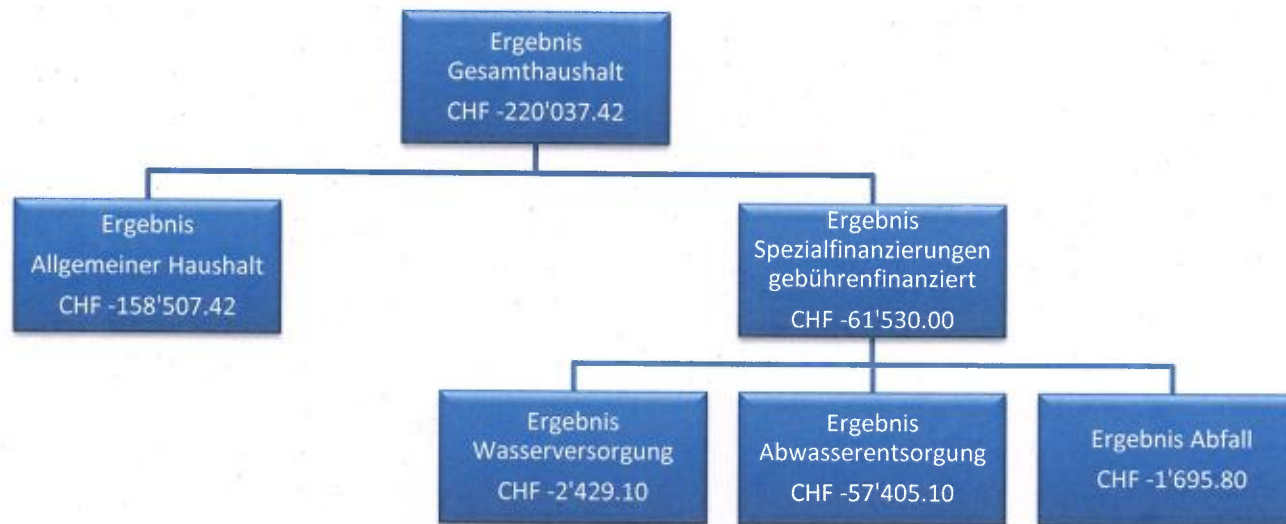 Ergebnis
Gesamthaushalt
CHF -220'037.42
Ergebnis
Allgemeiner Haushalt
CHF -158'507.42
Ergebnis
Spezialfinanzierungen
gebührenfinanziert
CHF -61'530.00
Ergebnis
Wasserversorgung
CHF -2'429.10
Ergebnis
Abwasserentsorgung
CHF -57'405.10
Ergebnis Abfall
CHF -1'695.80